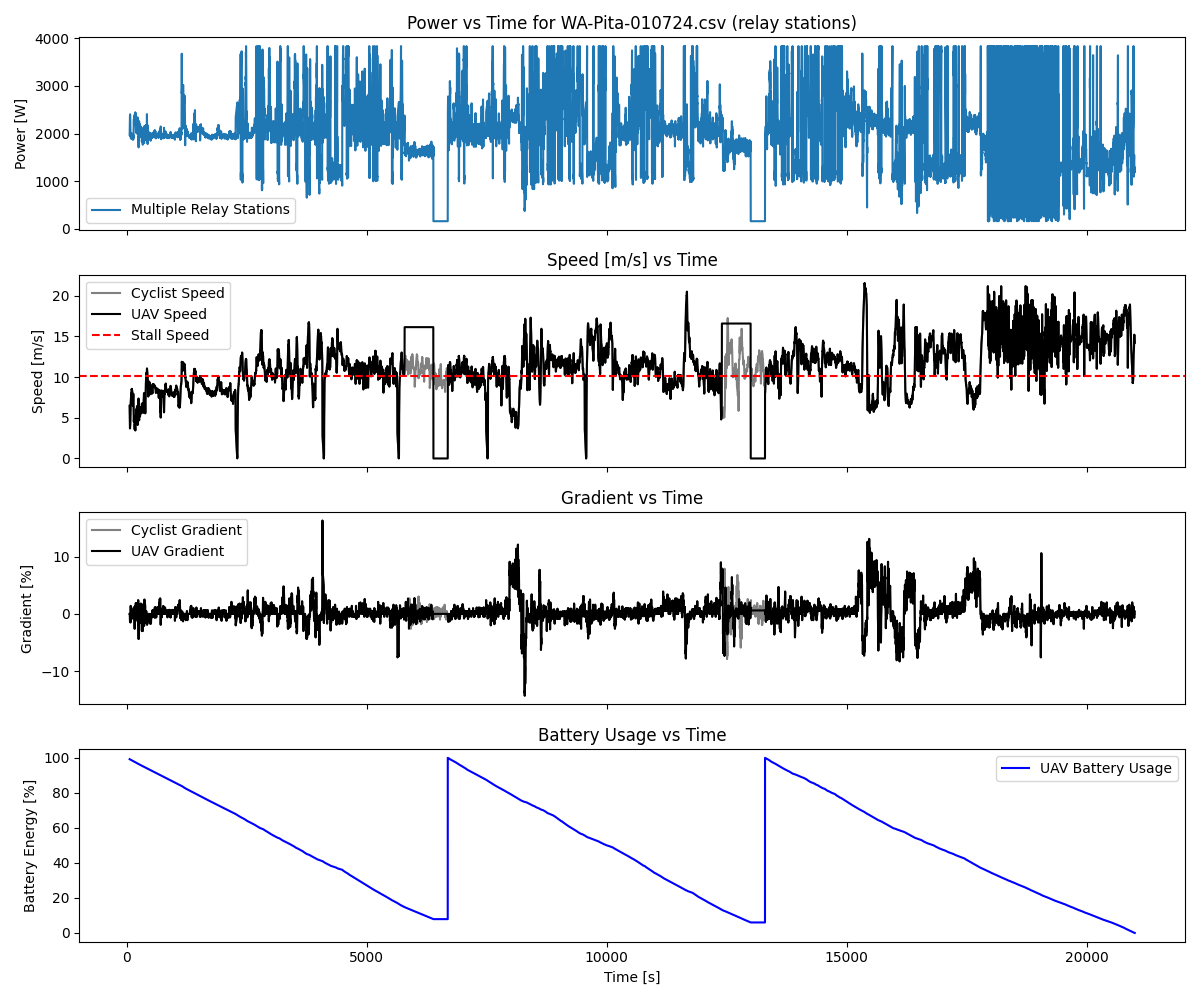 Power vs Time for WA-Pita-010724.csv (relay stations)
4000
3000
2000
1000
0
Power [W]
Multiple Relay Stations
Speed [m/s] vs Time
20
15
10
5
0
Speed [m/s]
Cyclist Speed
UAV Speed
Stall Speed
Gradient vs Time
10
0
−10
Gradient [%]
Cyclist Gradient
UAV Gradient
Battery Usage vs Time
100
80
60
40
20
0
Battery Energy [%]
UAV Battery Usage
0 5000 10000 15000 20000
Time [s]